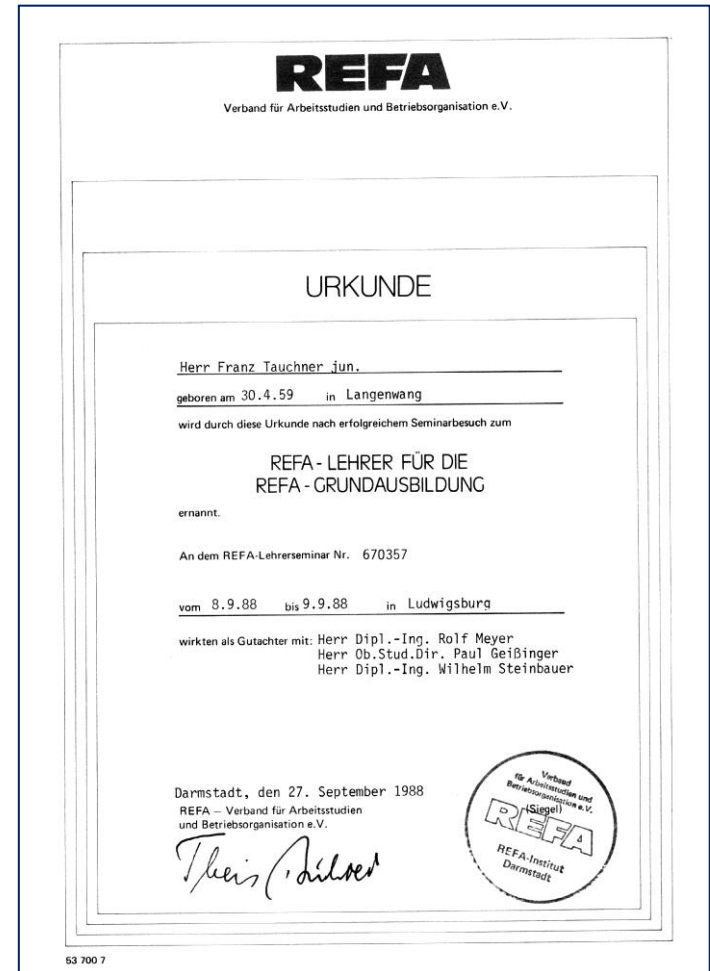 REFA
Verband für Arbeitsstudien und Betriebsorganisation e.V.
URKUNDE
Herr Franz Tauchner jun.
geboren am 30.4.59 in Langenwang
wird durch diese Urkunde nach erfolgreichem Seminarbesuch zum
REFA - LEHRER FÜR DIE
REFA - GRUNDAUSBILDUNG
ernannt.
An dem REFA-Lehrerseminar Nr. 670357
vom 8.9.88 bis 9.9.88 in Ludwigsburg
wirkten als Gutachter mit: Herr Dipl.-Ing. Rolf Meyer
Herr Ob.Stud.Dir. Paul Geißinger
Herr Dipl.-Ing. Wilhelm Steinbauer
Darmstadt, den 27. September 1988
REFA – Verband für Arbeitsstudien
und Betriebsorganisation e.V.
Verband
für Arbeitsstudien und
Betriebsorganisation e.V.
(Siegel)
REFA
REFA-Institut
Darmstadt
53 700 7